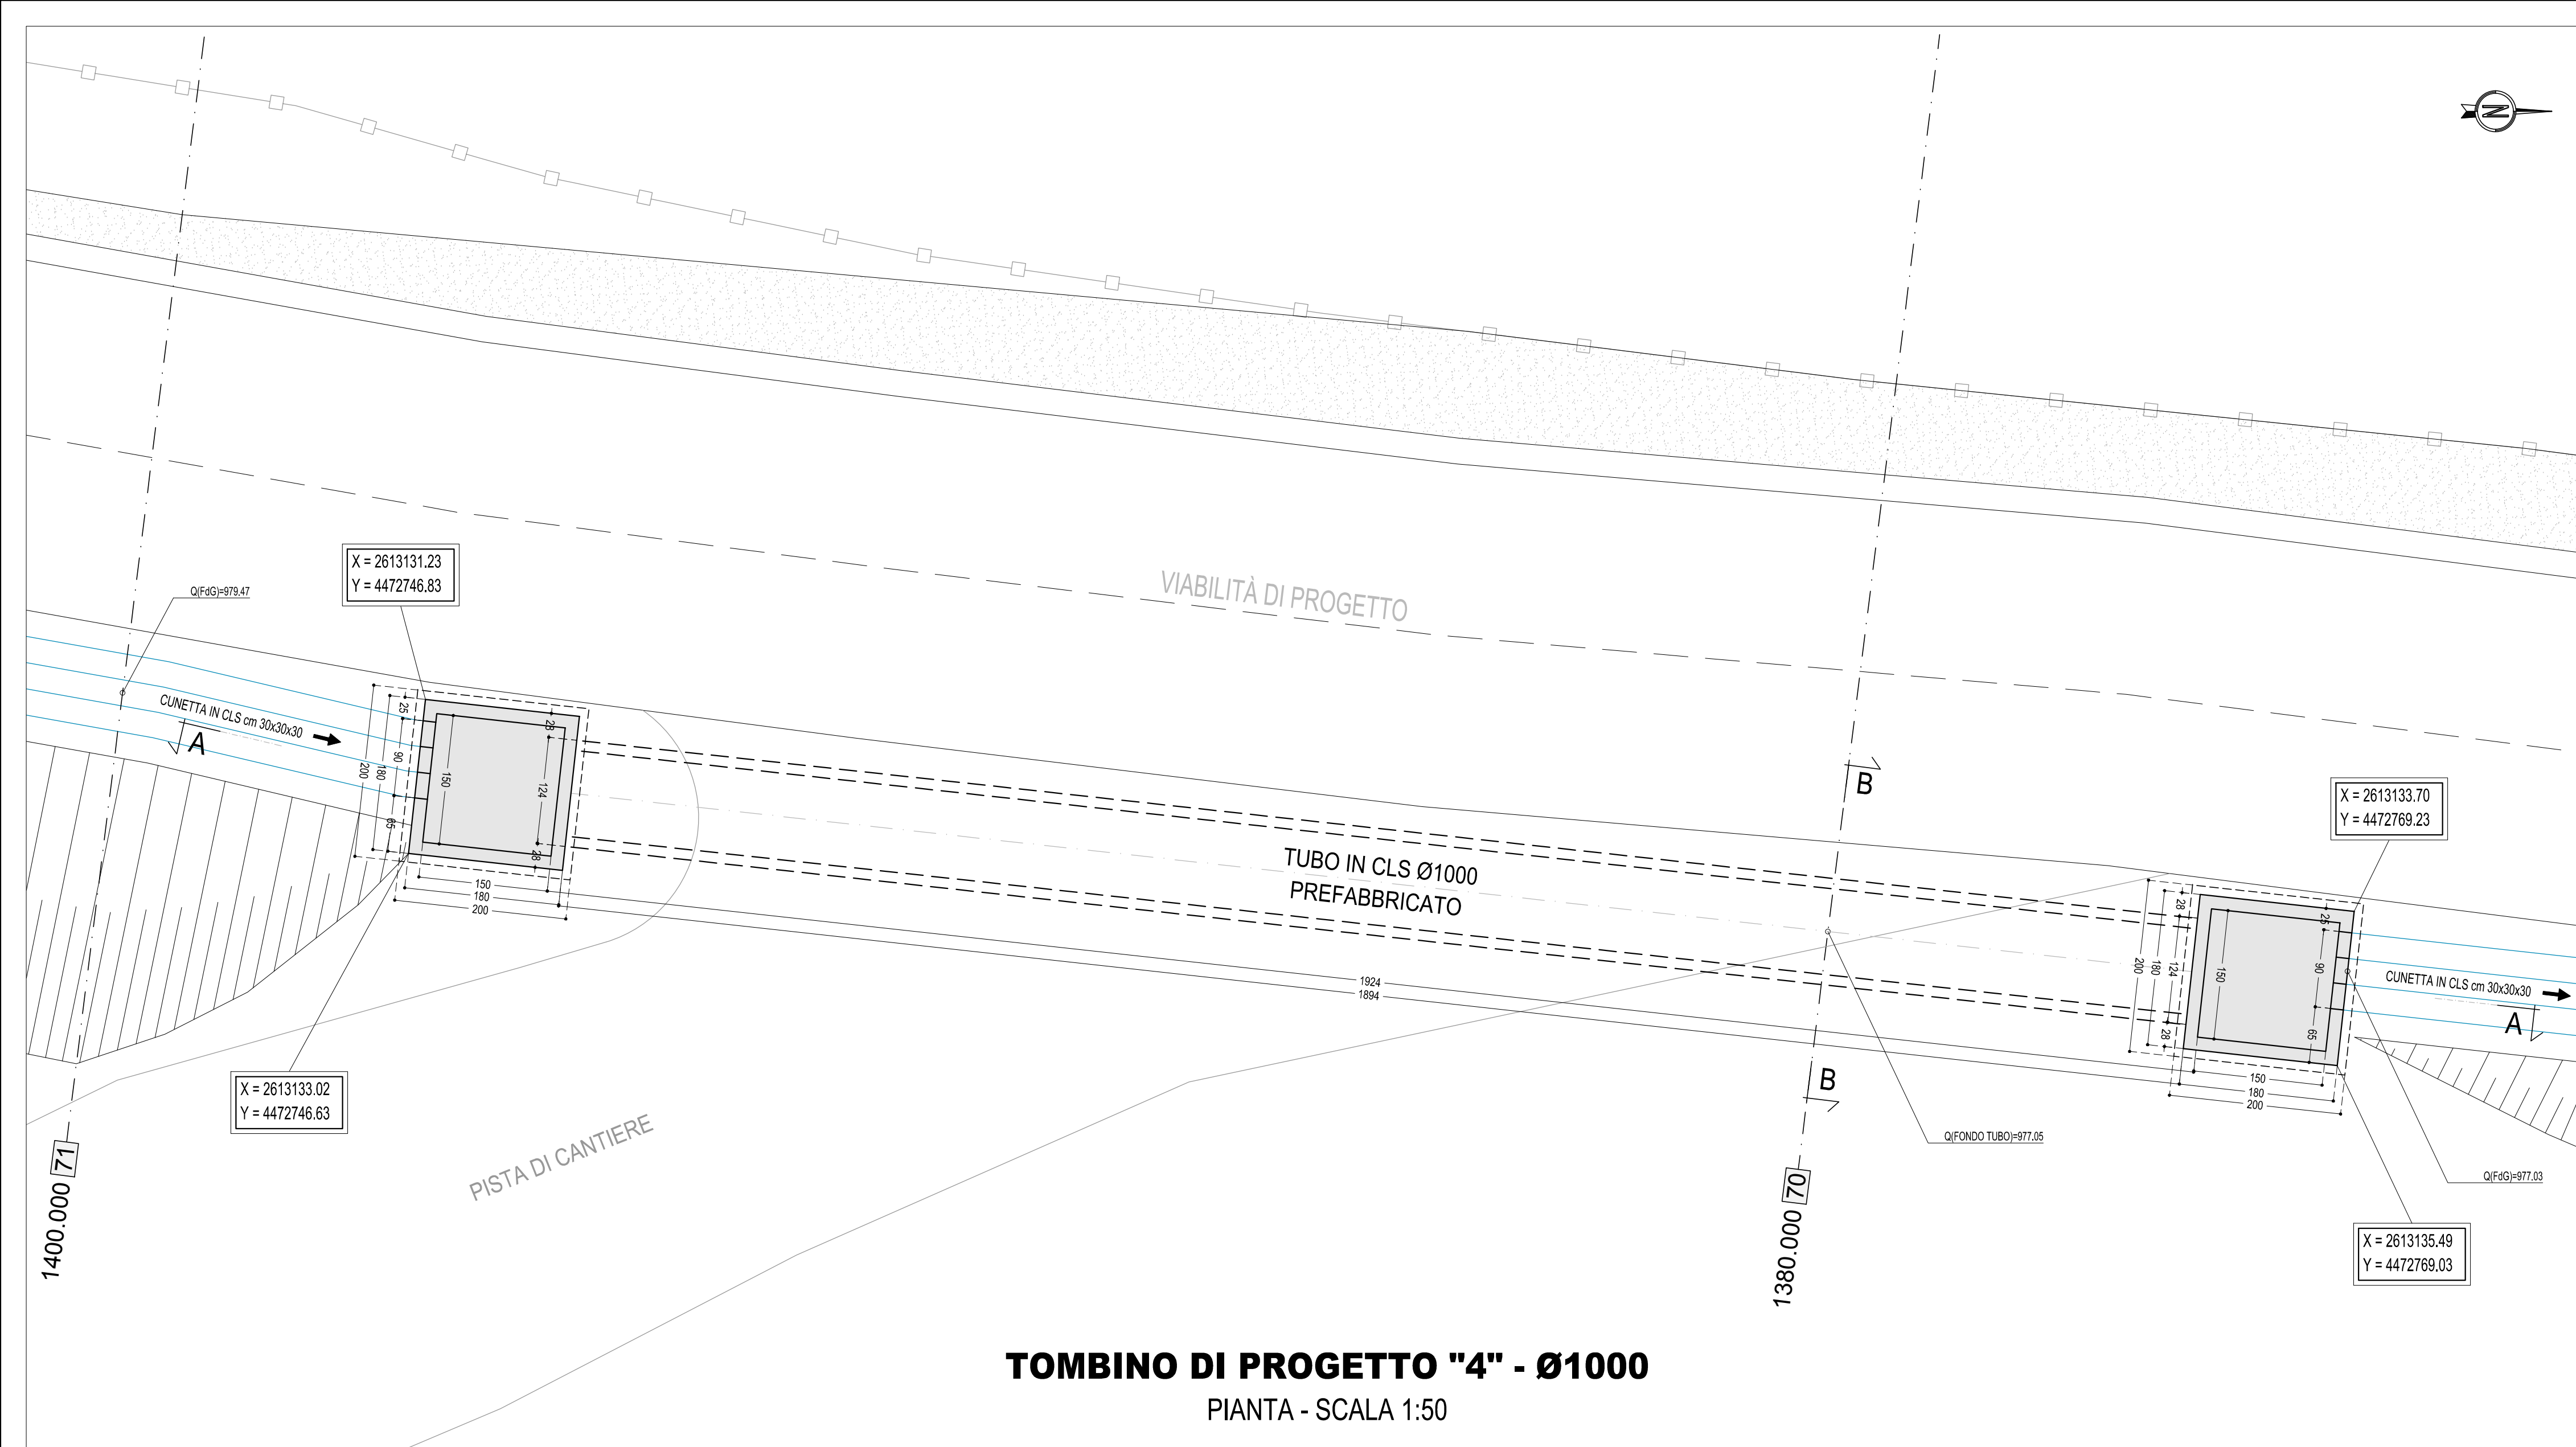 N
X = 2613131.23
Y = 4472746.83
Q(FdG)=979.47
VIABILITÀ DI PROGETTO
CUNETTA IN CLS cm 30x30x30
A
25
90
65
180
200
150
28
124
28
150
180
200
B
TUBO IN CLS Ø1000
PREFABBRICATO
X = 2613133.70
Y = 4472769.23
1924
1894
28
124
28
180
200
150
25
90
65
CUNETTA IN CLS cm 30x30x30
A
150
180
200
B
X = 2613133.02
Y = 4472746.63
PISTA DI CANTIERE
Q(FONDO TUBO)=977.05
Q(FdG)=977.03
1400.000 71
1380.000 70
X = 2613135.49
Y = 4472769.03
TOMBINO DI PROGETTO "4" - Ø1000
PIANTA - SCALA 1:50